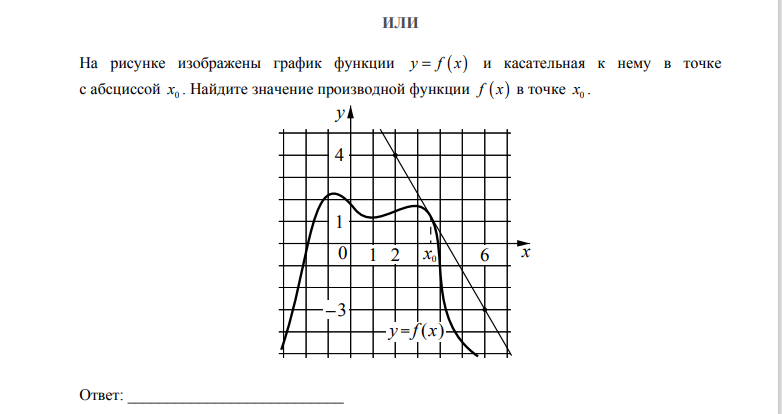 ИЛИ
На рисунке изображены график функции y = f(x) и касательная к нему в точке
с абсциссой x₀. Найдите значение производной функции f(x) в точке x₀.
y
4
1
0 1 2 x₀ 6 x
−3
y=f(x)
Ответ: ___________________________